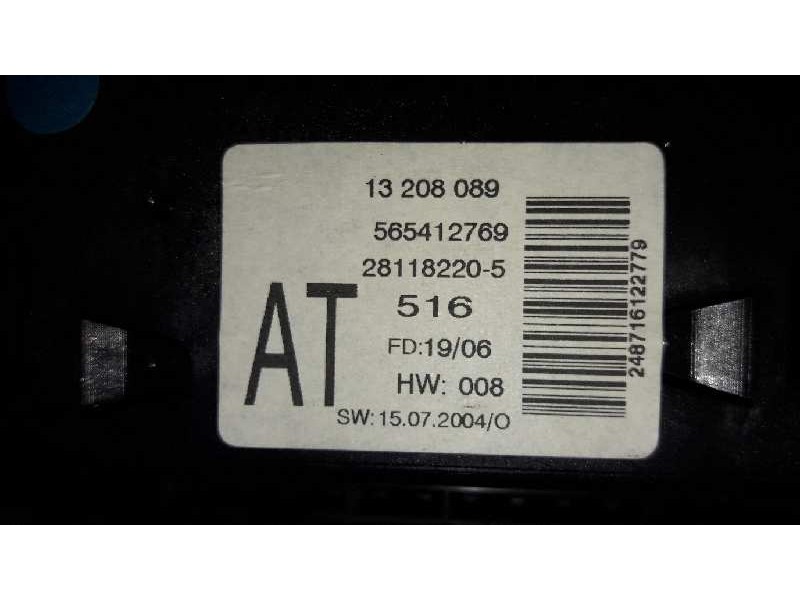 13 208 089
565412769
28118220-5
516
AT
FD:19/06
HW: 008
SW:15.07.2004/O
248716122779